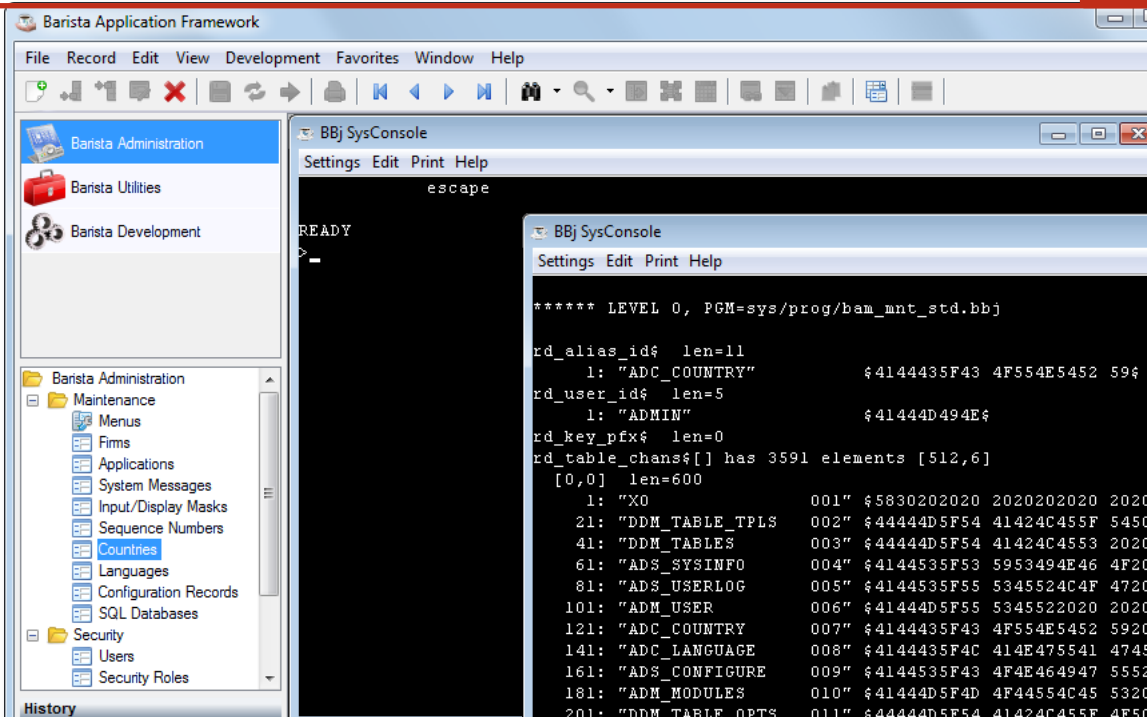 Barista Application Framework
File Record Edit View Development Favorites Window Help
Barista Administration
Barista Utilities
Barista Development
Barista Administration
Maintenance
Menus
Firms
Applications
System Messages
Input/Display Masks
Sequence Numbers
Countries
Languages
Configuration Records
SQL Databases
Security
Users
Security Roles
History
BBj SysConsole
Settings Edit Print Help
escape
READY
>_
BBj SysConsole
Settings Edit Print Help
****** LEVEL 0, PGM=sys/prog/bam_mnt_std.bbj
rd_alias_id$ len=11
1: "ADC_COUNTRY" $4144435F43 4F554E5452 59$
rd_user_id$ len=5
1: "ADMIN" $41444D494E$
rd_key_pfx$ len=0
rd_table_chans$[] has 3591 elements [512,6]
[0,0] len=600
1: "X0 001" $5830202020 2020202020 2020
21: "DDM_TABLE_TPLS 002" $44444D5F54 41424C455F 5450
41: "DDM_TABLES 003" $44444D5F54 41424C4553 2020
61: "ADS_SYSINFO 004" $4144535F53 5953494E46 4F20
81: "ADS_USERLOG 005" $4144535F55 5345524C4F 4720
101: "ADM_USER 006" $41444D5F55 5345522020 2020
121: "ADC_COUNTRY 007" $4144435F43 4F554E5452 5920
141: "ADC_LANGUAGE 008" $4144435F4C 414E475541 4745
161: "ADS_CONFIGURE 009" $4144535F43 4F4E464947 5552
181: "ADM_MODULES 010" $41444D5F4D 4F44554C45 5320
201: "DDM_TABLE_OPTS 011" $44444D5F54 41424C455F 4F50